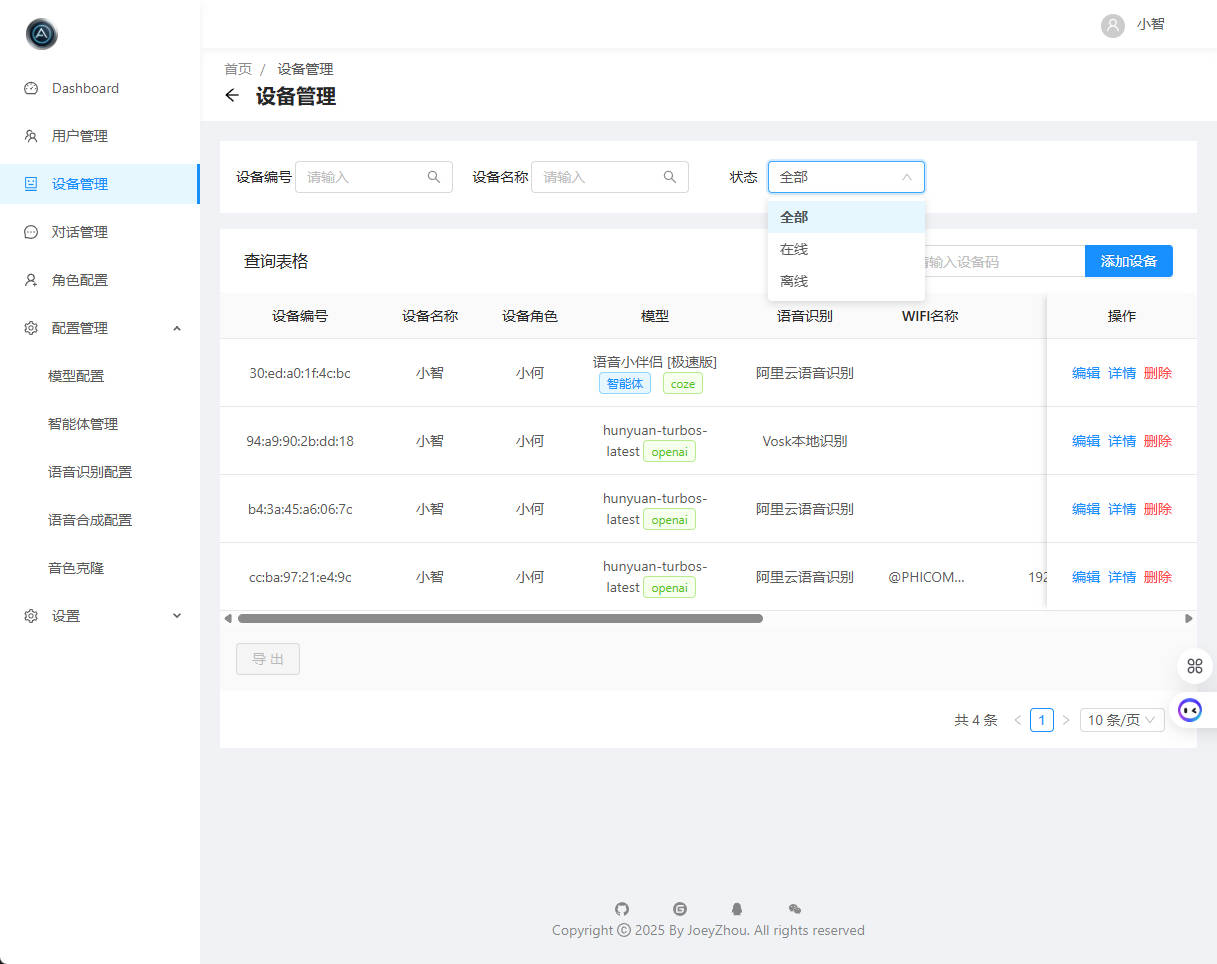 小智
Dashboard
用户管理
设备管理
对话管理
角色配置
配置管理
模型配置
智能体管理
语音识别配置
语音合成配置
音色克隆
设置
首页 / 设备管理
设备管理
设备编号 请输入 设备名称 请输入 状态 全部
全部
在线
离线
查询表格 输入设备码 添加设备
设备编号 设备名称 设备角色 模型 语音识别 WIFI名称 操作
30:ed:a0:1f:4c:bc 小智 小何 语音小伴侣 [极速版] 智能体 coze 阿里云语音识别 编辑 详情 删除
94:a9:90:2b:dd:18 小智 小何 hunyuan-turbos-latest openai Vosk本地识别 编辑 详情 删除
b4:3a:45:a6:06:7c 小智 小何 hunyuan-turbos-latest openai 阿里云语音识别 编辑 详情 删除
cc:ba:97:21:e4:9c 小智 小何 hunyuan-turbos-latest openai 阿里云语音识别 @PHICOM... 192 编辑 详情 删除
导 出
共 4 条 < 1 > 10 条/页
Copyright © 2025 By JoeyZhou. All rights reserved